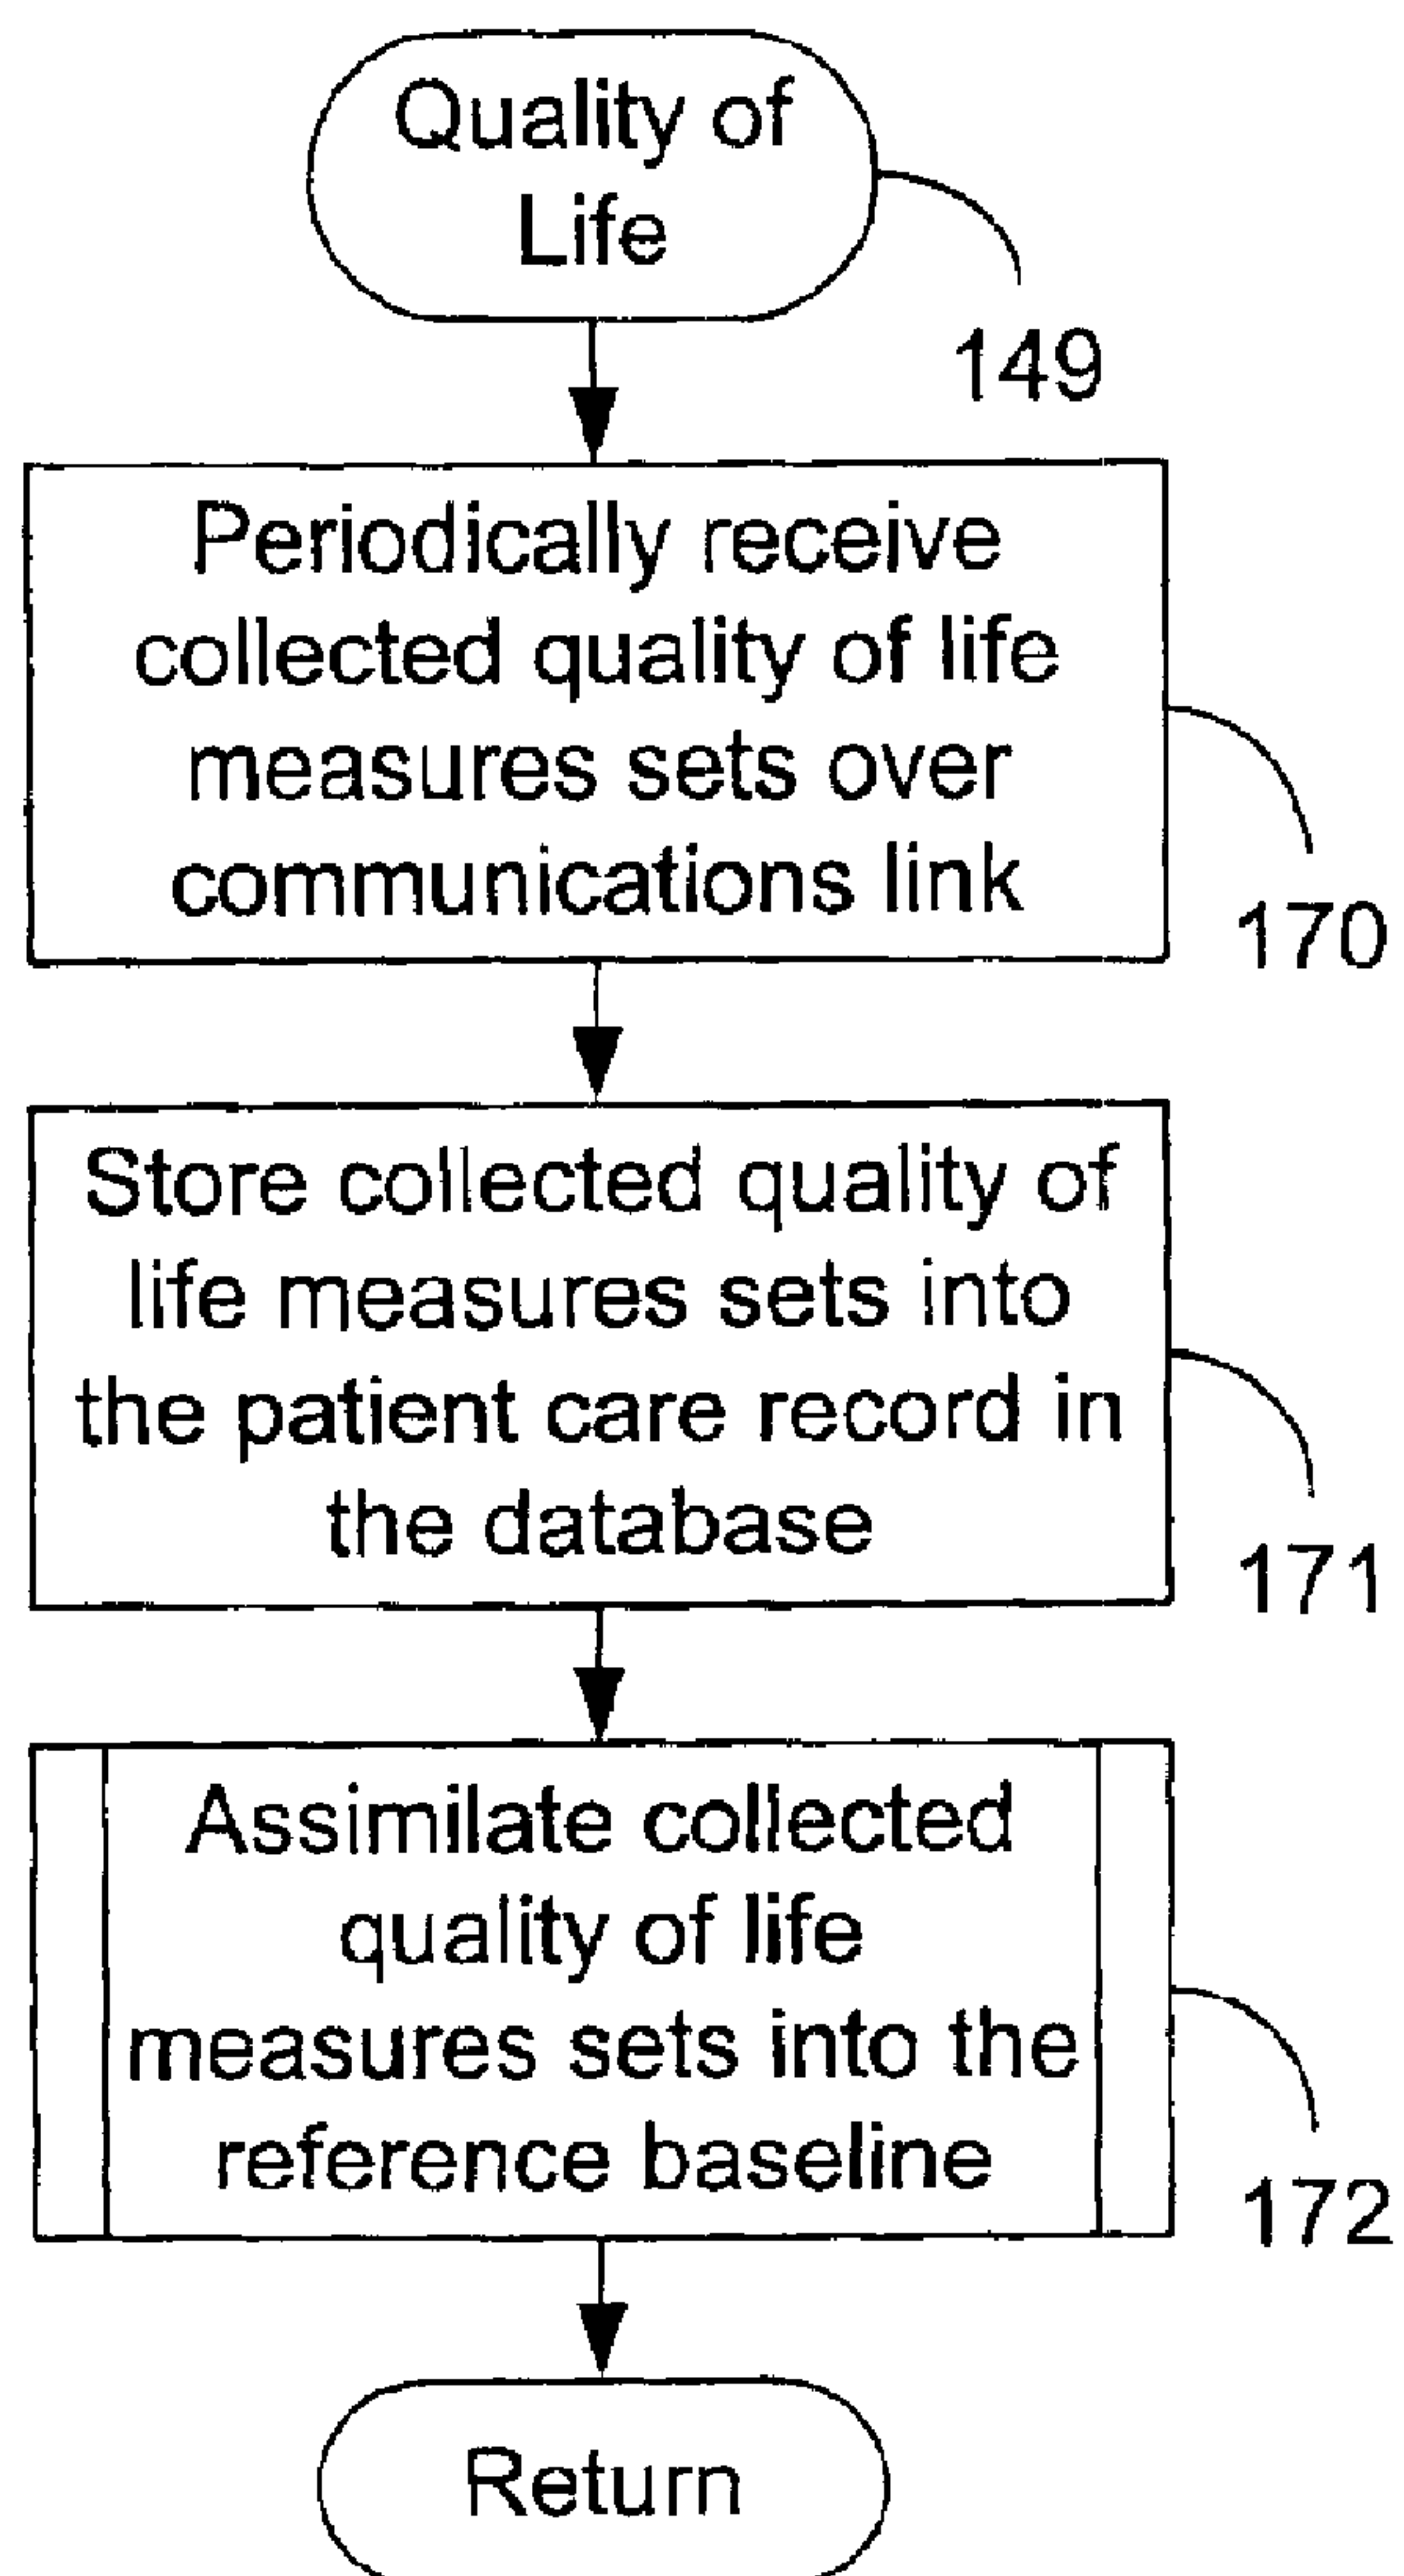 Quality of
Life
149
Periodically receive
collected quality of life
measures sets over
communications link
170
Store collected quality of
life measures sets into
the patient care record in
the database
171
Assimilate collected
quality of life
measures sets into the
reference baseline
172
Return